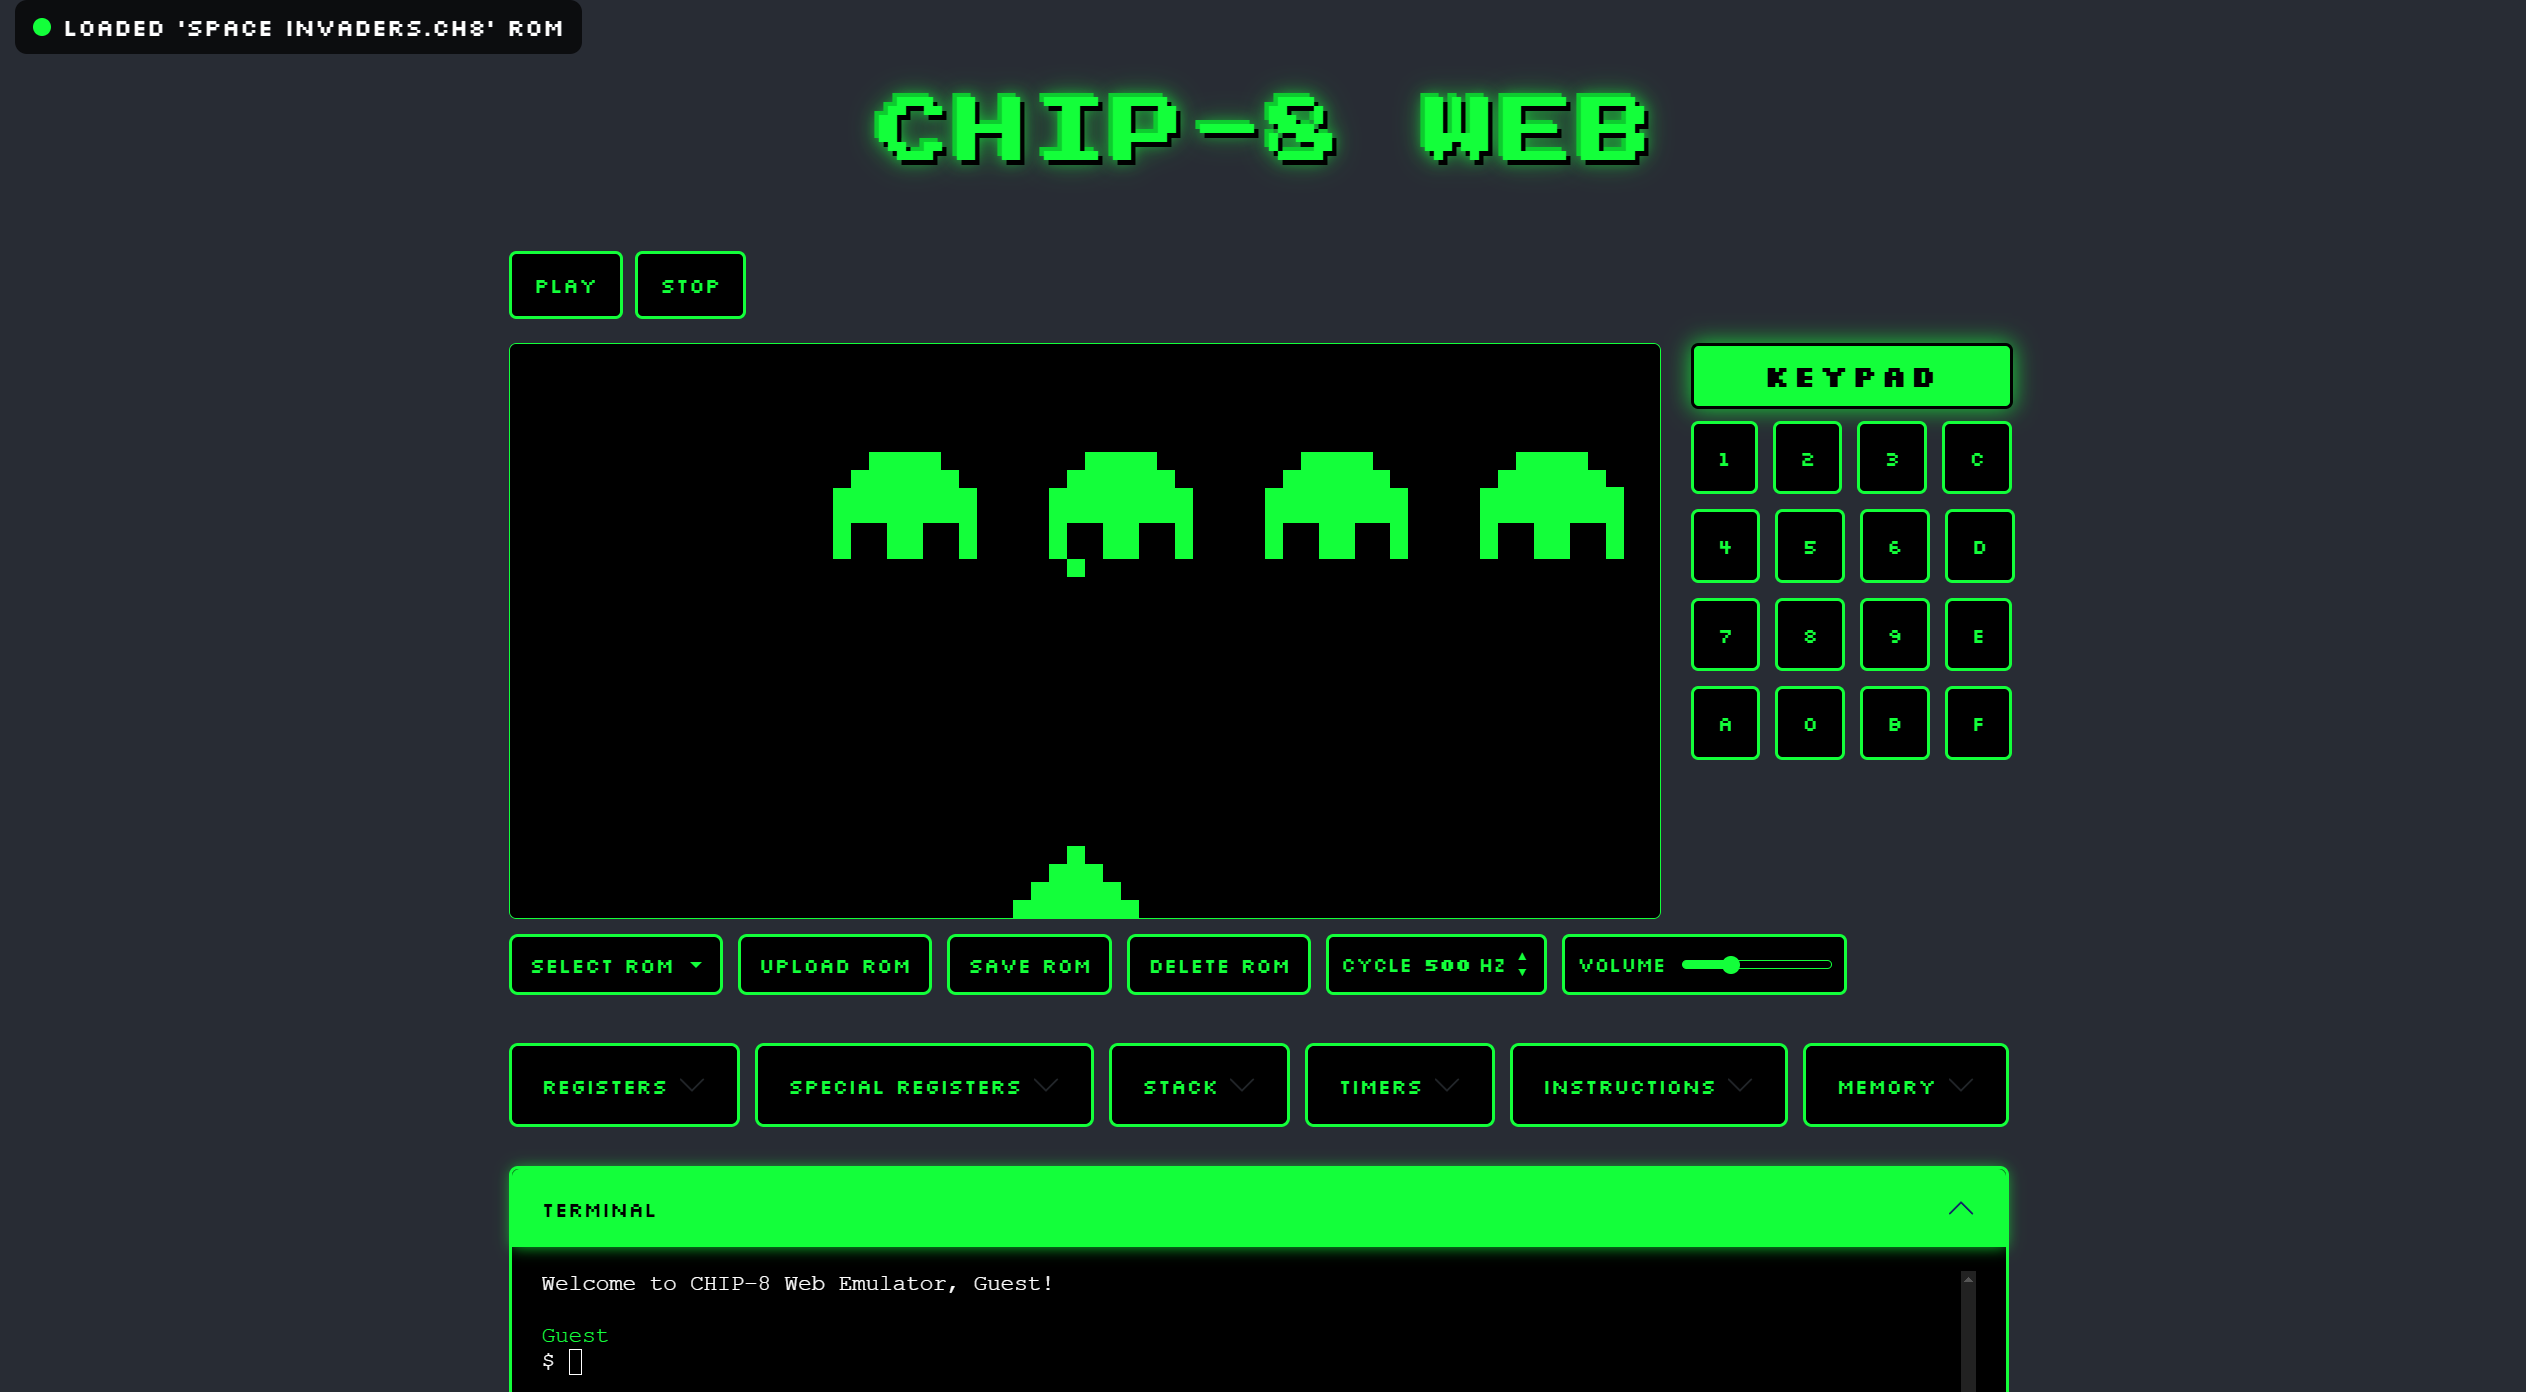 LOADED 'SPACE INVADERS.CH8' ROM
CHIP-8 WEB
PLAY STOP
KEYPAD
1 2 3 C
4 5 6 D
7 8 9 E
A 0 B F
SELECT ROM UPLOAD ROM SAVE ROM DELETE ROM CYCLE 500 HZ VOLUME
REGISTERS SPECIAL REGISTERS STACK TIMERS INSTRUCTIONS MEMORY
TERMINAL
Welcome to CHIP-8 Web Emulator, Guest!
Guest
$